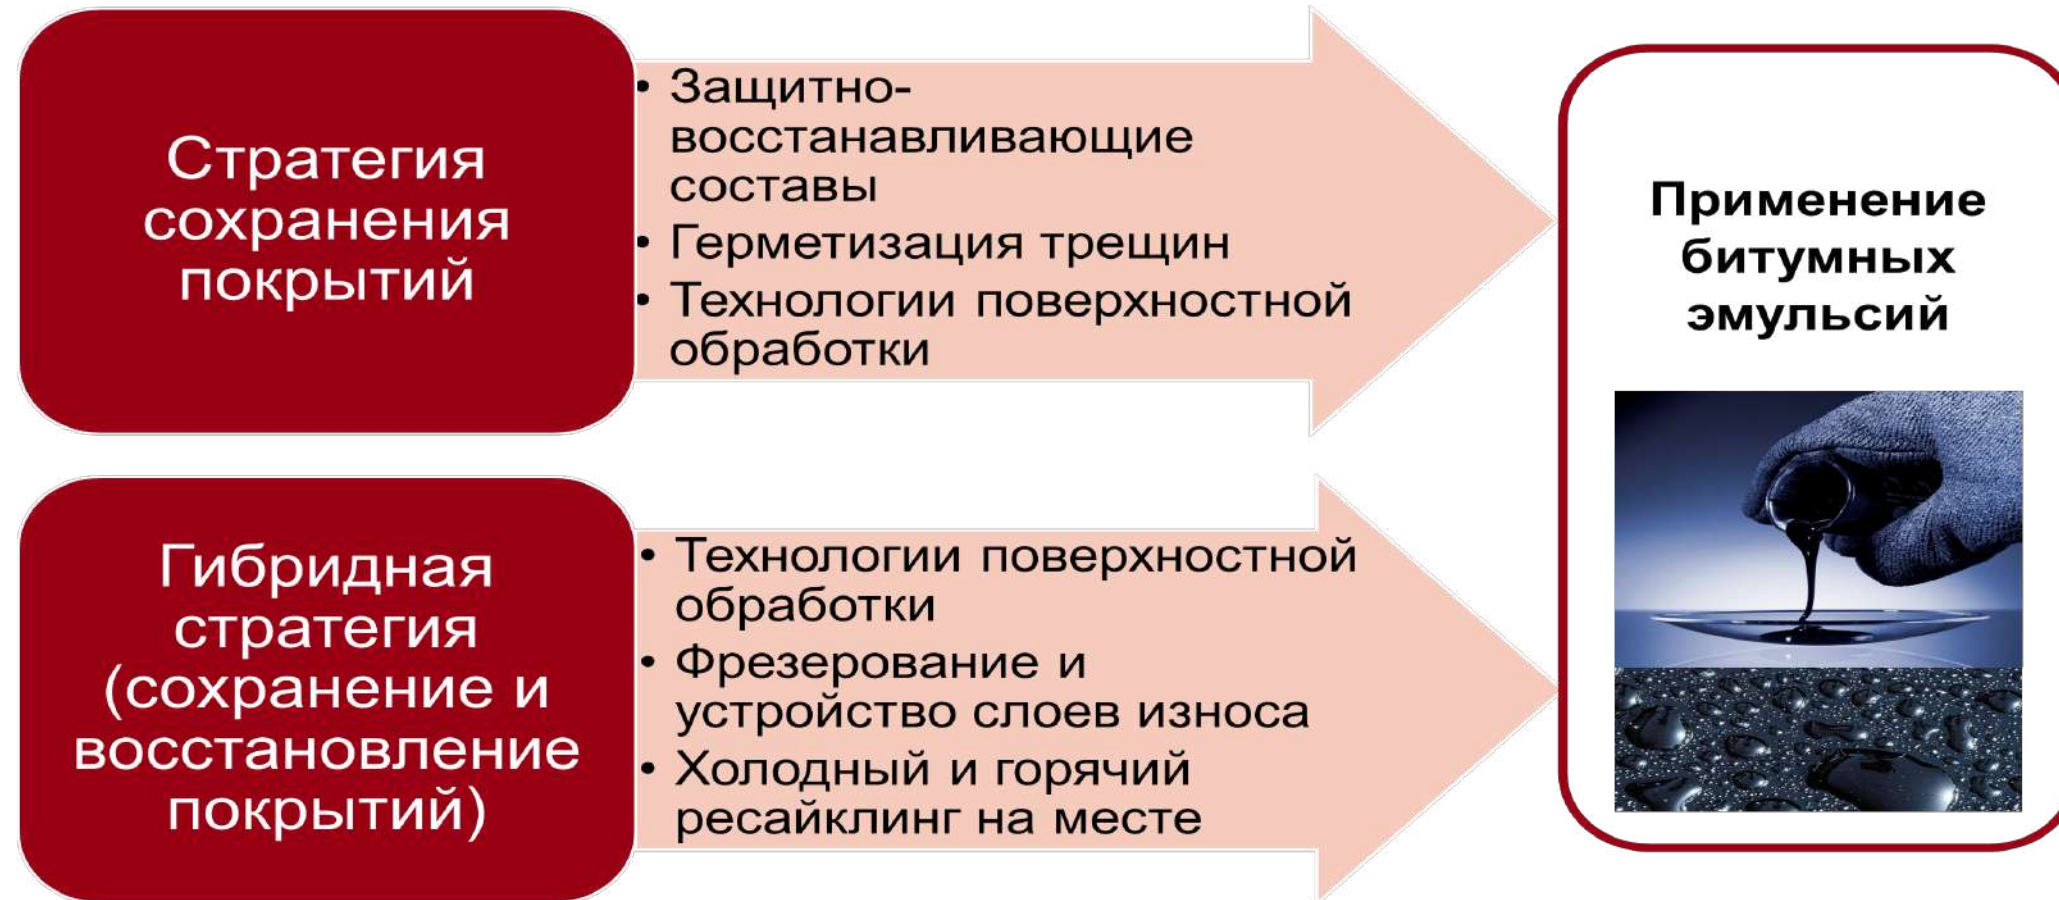 Стратегия
сохранения
покрытий
• Защитно-
восстанавливающие
составы
• Герметизация трещин
• Технологии поверхностной
обработки
Гибридная
стратегия
(сохранение и
восстановление
покрытий)
• Технологии поверхностной
обработки
• Фрезерование и
устройство слоев износа
• Холодный и горячий
ресайклинг на месте
Применение
битумных
эмульсий